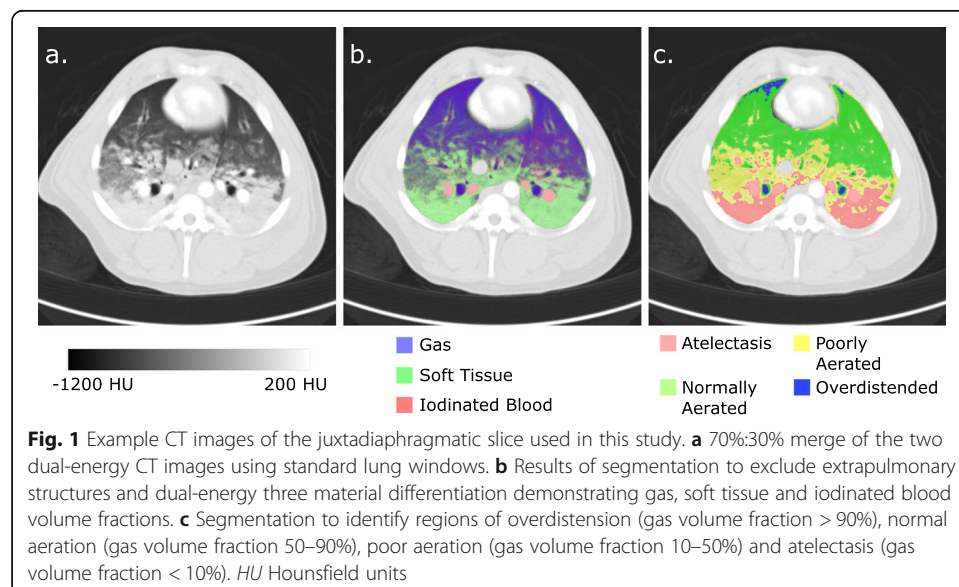 a.
b.
c.
-1200 HU
200 HU
Gas
Soft Tissue
Iodinated Blood
Atelectasis
Poorly
Aerated
Normally
Aerated
Overdistended
Fig. 1 Example CT images of the juxtadiaphragmatic slice used in this study. a 70%:30% merge of the two
dual-energy CT images using standard lung windows. b Results of segmentation to exclude extrapulmonary
structures and dual-energy three material differentiation demonstrating gas, soft tissue and iodinated blood
volume fractions. c Segmentation to identify regions of overdistension (gas volume fraction > 90%), normal
aeration (gas volume fraction 50–90%), poor aeration (gas volume fraction 10–50%) and atelectasis (gas
volume fraction < 10%). HU Hounsfield units